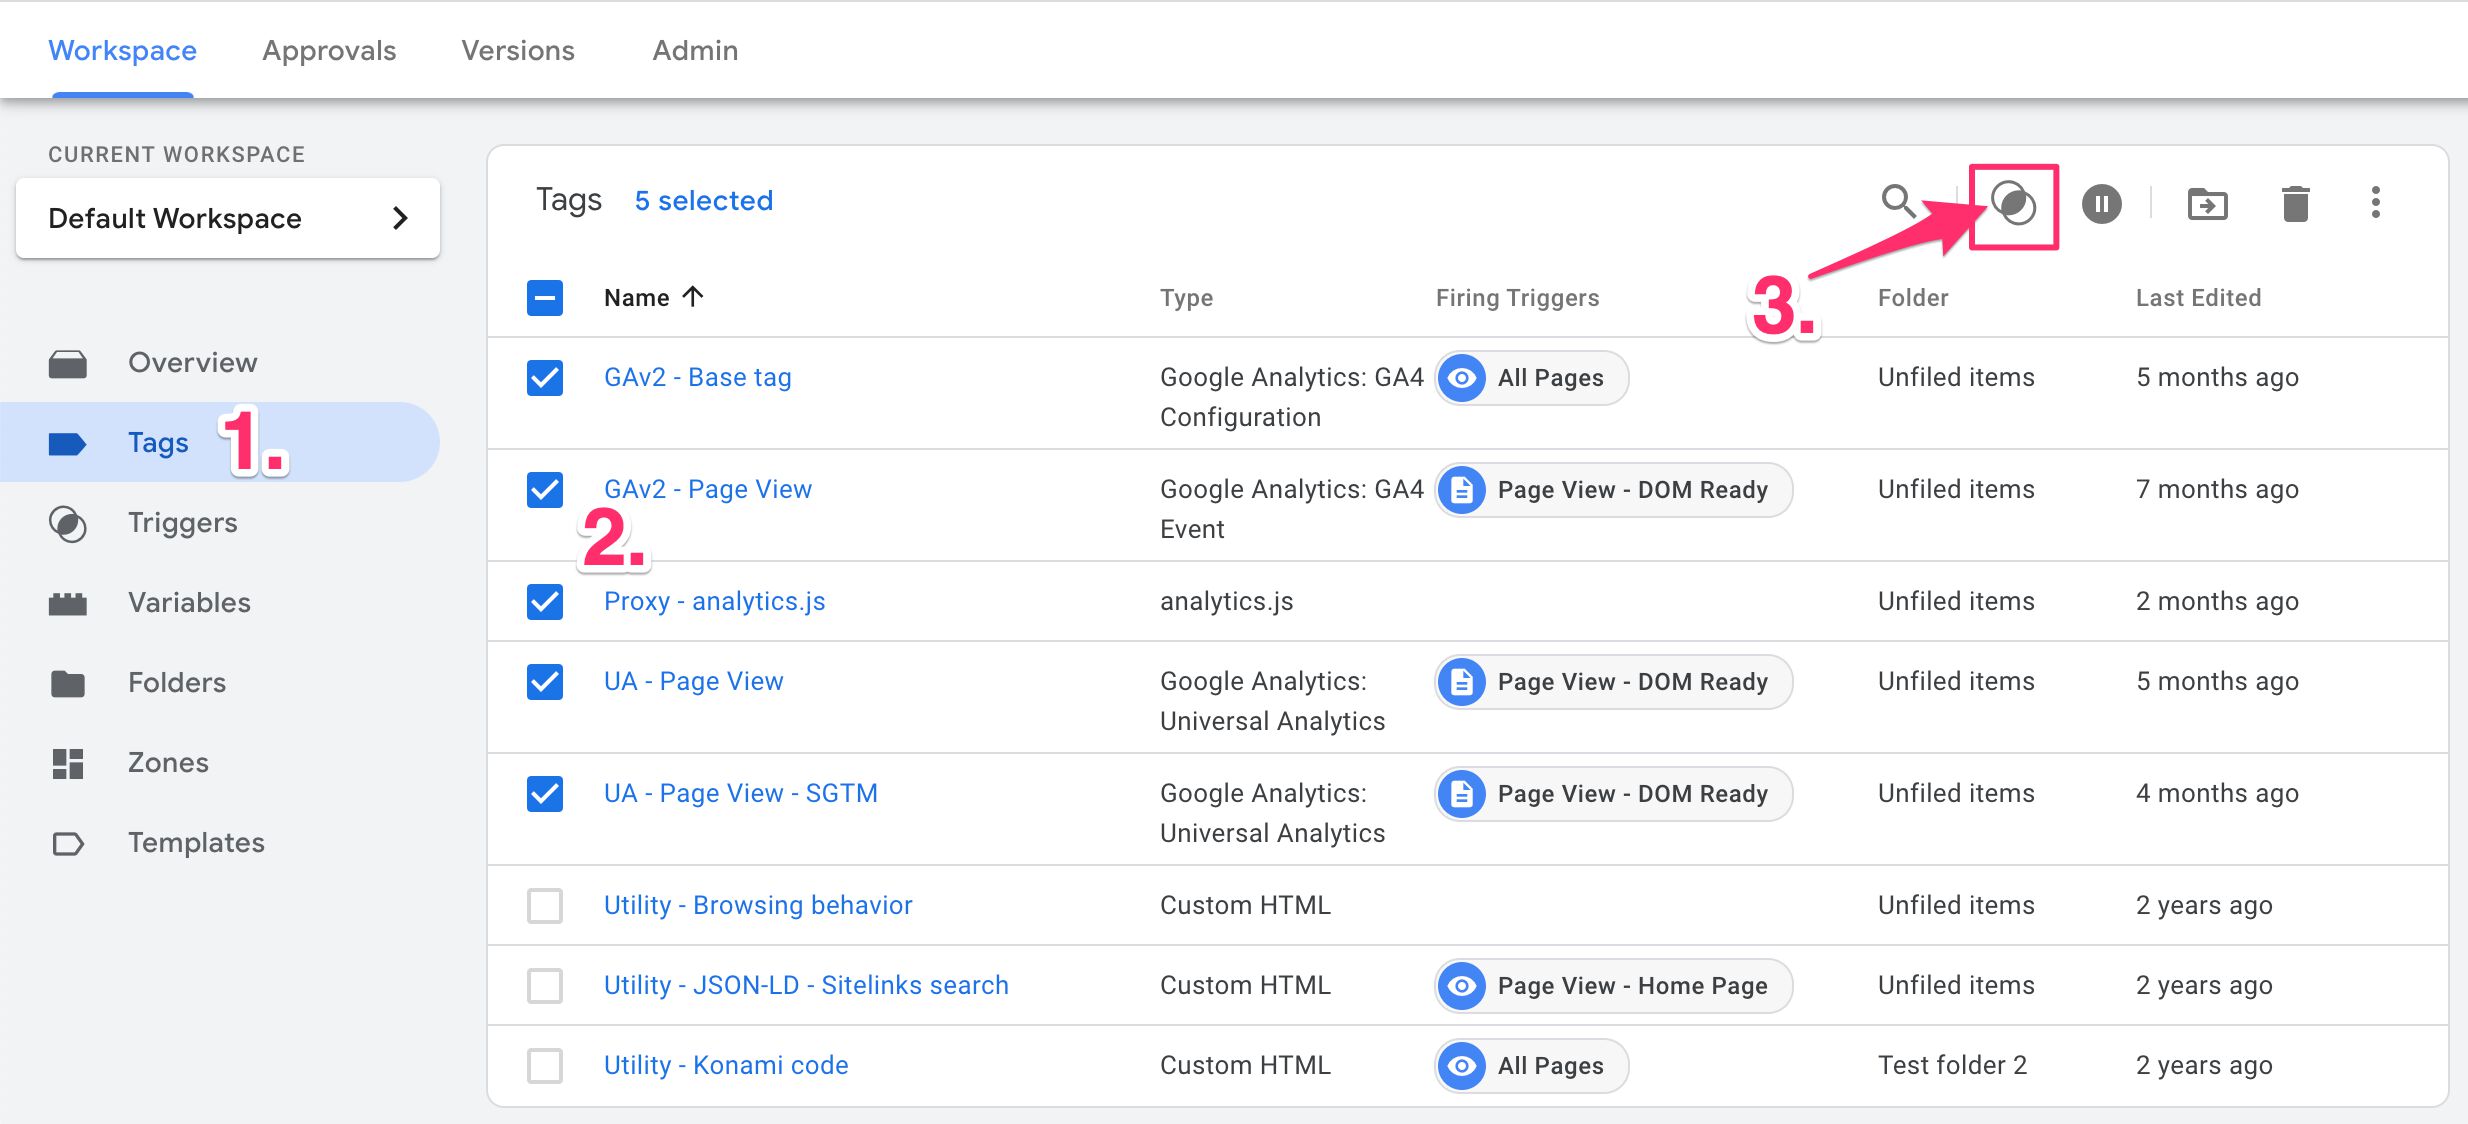 Workspace Approvals Versions Admin
CURRENT WORKSPACE
Default Workspace
Overview
Tags 1.
Triggers
Variables
Folders
Zones
Templates
Tags 5 selected
3.
Name Type Firing Triggers Folder Last Edited
GAv2 - Base tag Google Analytics: GA4 All Pages Unfiled items 5 months ago
Configuration
GAv2 - Page View Google Analytics: GA4 Page View - DOM Ready Unfiled items 7 months ago
Event
2.
Proxy - analytics.js analytics.js Unfiled items 2 months ago
UA - Page View Google Analytics: Page View - DOM Ready Unfiled items 5 months ago
Universal Analytics
UA - Page View - SGTM Google Analytics: Page View - DOM Ready Unfiled items 4 months ago
Universal Analytics
Utility - Browsing behavior Custom HTML Unfiled items 2 years ago
Utility - JSON-LD - Sitelinks search Custom HTML Page View - Home Page Unfiled items 2 years ago
Utility - Konami code Custom HTML All Pages Test folder 2 2 years ago